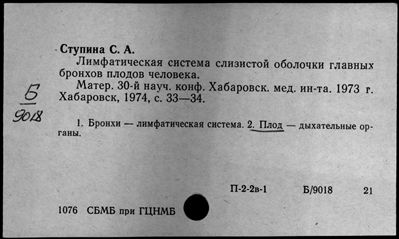 Ступина С. А.
Лимфатическая система слизистой оболочки главных
бронхов плодов человека.
Матер. 30-й науч. конф. Хабаровск. мед. ин-та. 1973 г.
Хабаровск, 1974, с. 33—34.
Б
9018
1. Бронхи — лимфатическая система. 2. Плод — дыхательные ор-
ганы.
П-2-2в-1 Б/9018 21
1076 СБМБ при ГЦНМБ